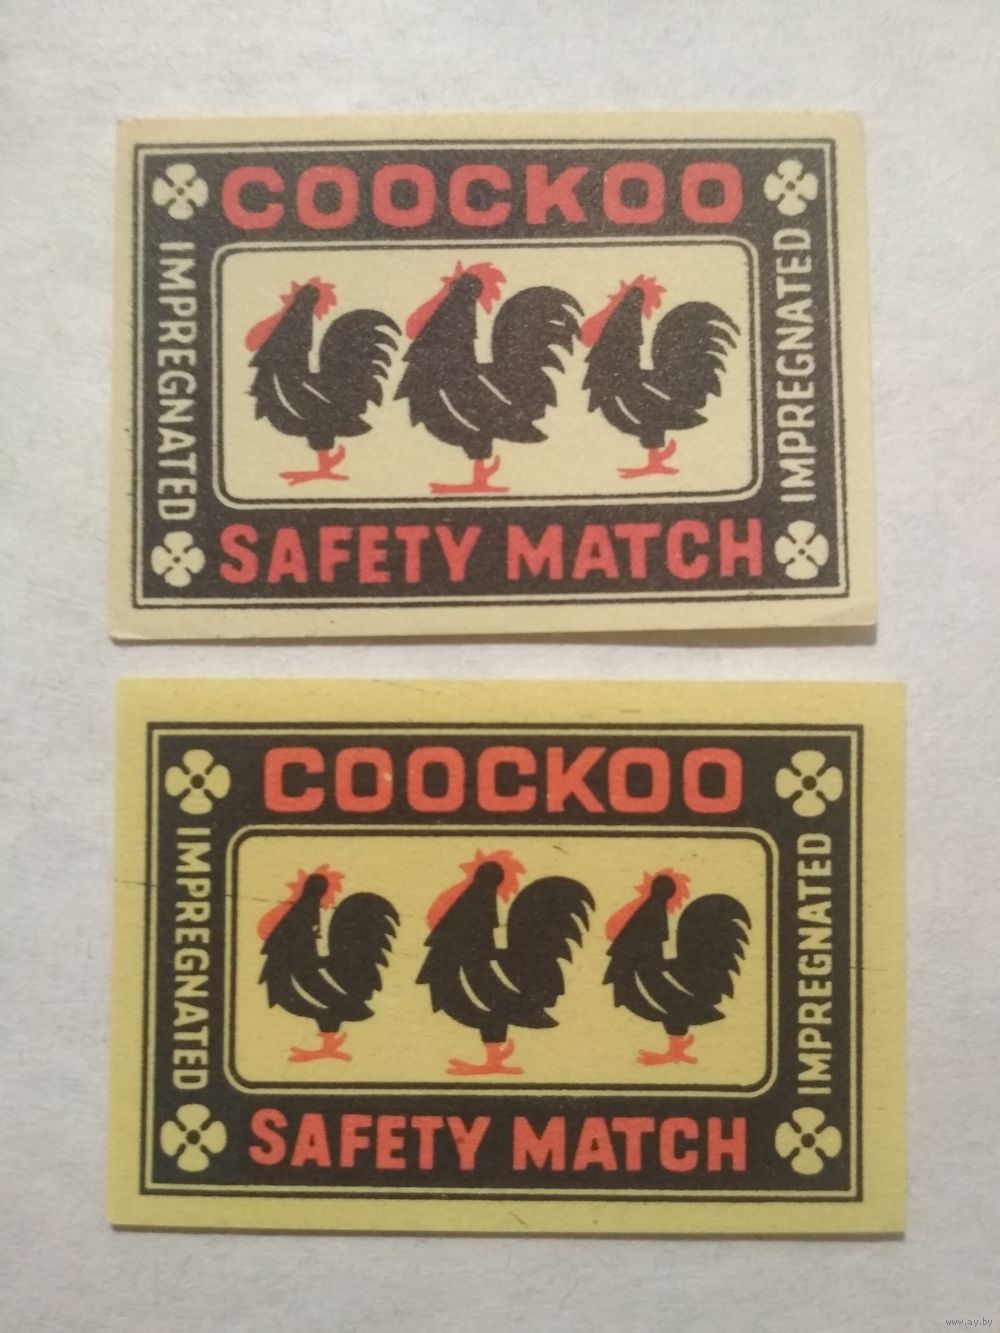 COOCKOO
IMPREGNATED
IMPREGNATED
SAFETY MATCH
COOCKOO
IMPREGNATED
IMPREGNATED
SAFETY MATCH
www.ay.by